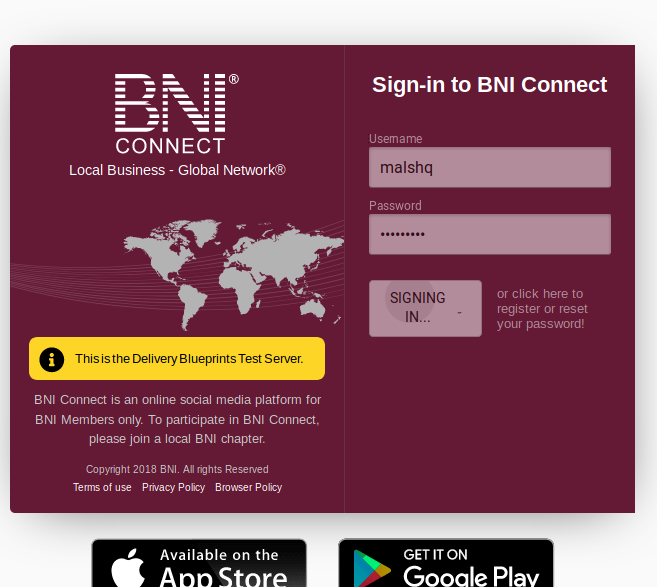 BNI®
CONNECT
Local Business - Global Network®
This is the Delivery Blueprints Test Server.
BNI Connect is an online social media platform for
BNI Members only. To participate in BNI Connect,
please join a local BNI chapter.
Copyright 2018 BNI. All rights Reserved
Terms of use Privacy Policy Browser Policy
Sign-in to BNI Connect
Username
malshq
Password
•••••••••
SIGNING
IN... -
or click here to
register or reset
your password!
Available on the
App Store
GET IT ON
Google Play